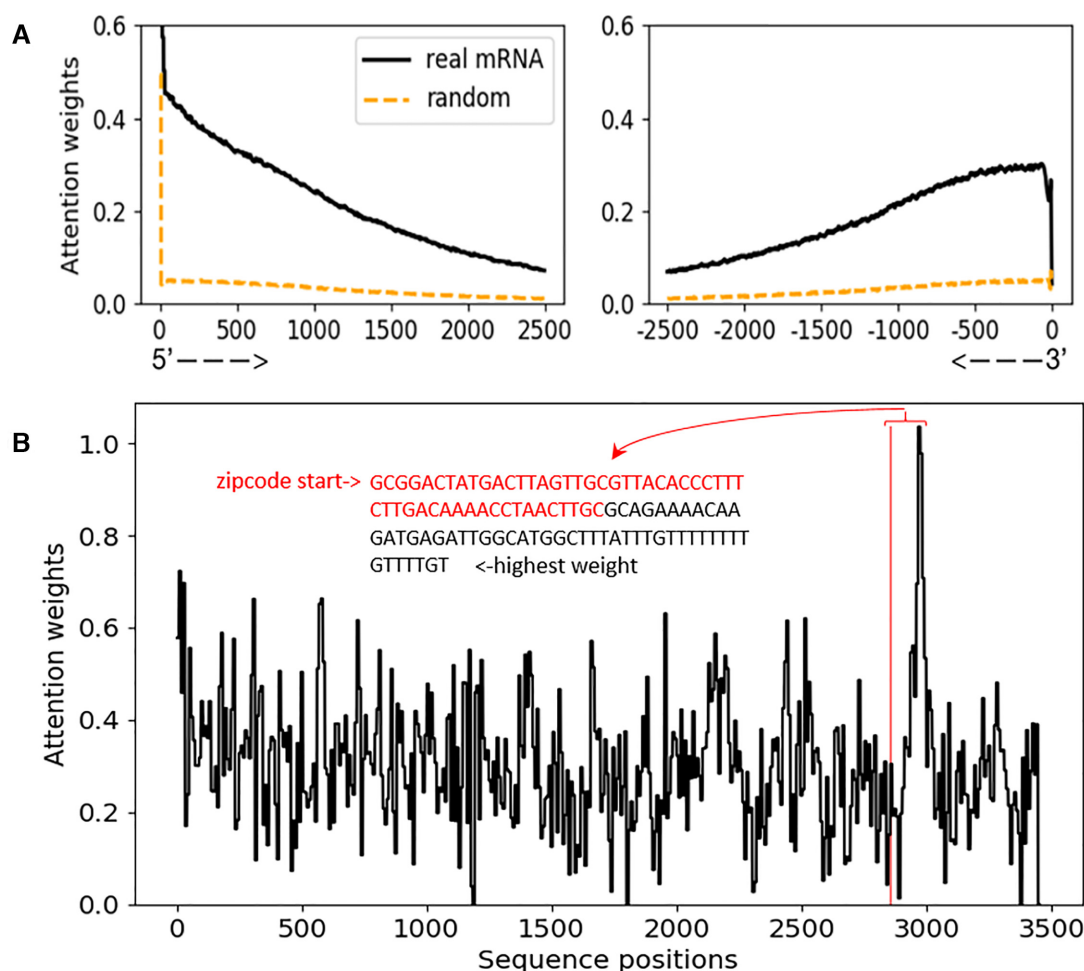 A
Attention weights
0.6
0.4
0.2
0.0
real mRNA
random
0 500 1000 1500 2000 2500
5’---->
0.6
0.4
0.2
0.0
-2500 -2000 -1500 -1000 -500 0
<----3’
B
Attention weights
1.0
0.8
0.6
0.4
0.2
0.0
zipcode start-> GCGGACTATGACTTAGTTGCGTTACACCCTTT
CTTGACAAAACCTAACTTGCGCAGAAAACAA
GATGAGATTGGCATGGCTTTATTTGTTTTTTTT
GTTTTGT <-highest weight
0 500 1000 1500 2000 2500 3000 3500
Sequence positions